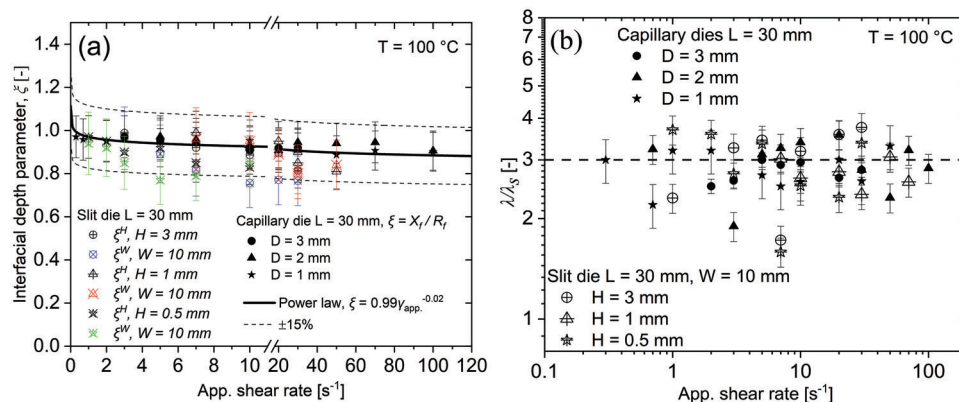 (a)
T = 100 °C
Interfacial depth parameter, ξ [-]
1.4
1.2
1.0
0.8
0.6
0.4
0.2
0.0
Slit die L = 30 mm
ξᴴ, H = 3 mm
ξᵂ, W = 10 mm
ξᴴ, H = 1 mm
ξᵂ, W = 10 mm
ξᴴ, H = 0.5 mm
ξᵂ, W = 10 mm
Capillary die L = 30 mm, ξ = X_f / R_f
D = 3 mm
D = 2 mm
D = 1 mm
Power law, ξ = 0.99γ_app.^-0.02
±15%
0 2 4 6 8 10 20 40 60 80 100 120
App. shear rate [s⁻¹]
(b)
Capillary dies L = 30 mm
T = 100 °C
D = 3 mm
D = 2 mm
D = 1 mm
λ/λ_S [-]
8
7
6
5
4
3
2
1
Slit die L = 30 mm, W = 10 mm
H = 3 mm
H = 1 mm
H = 0.5 mm
0.1 1 10 100
App. shear rate [s⁻¹]